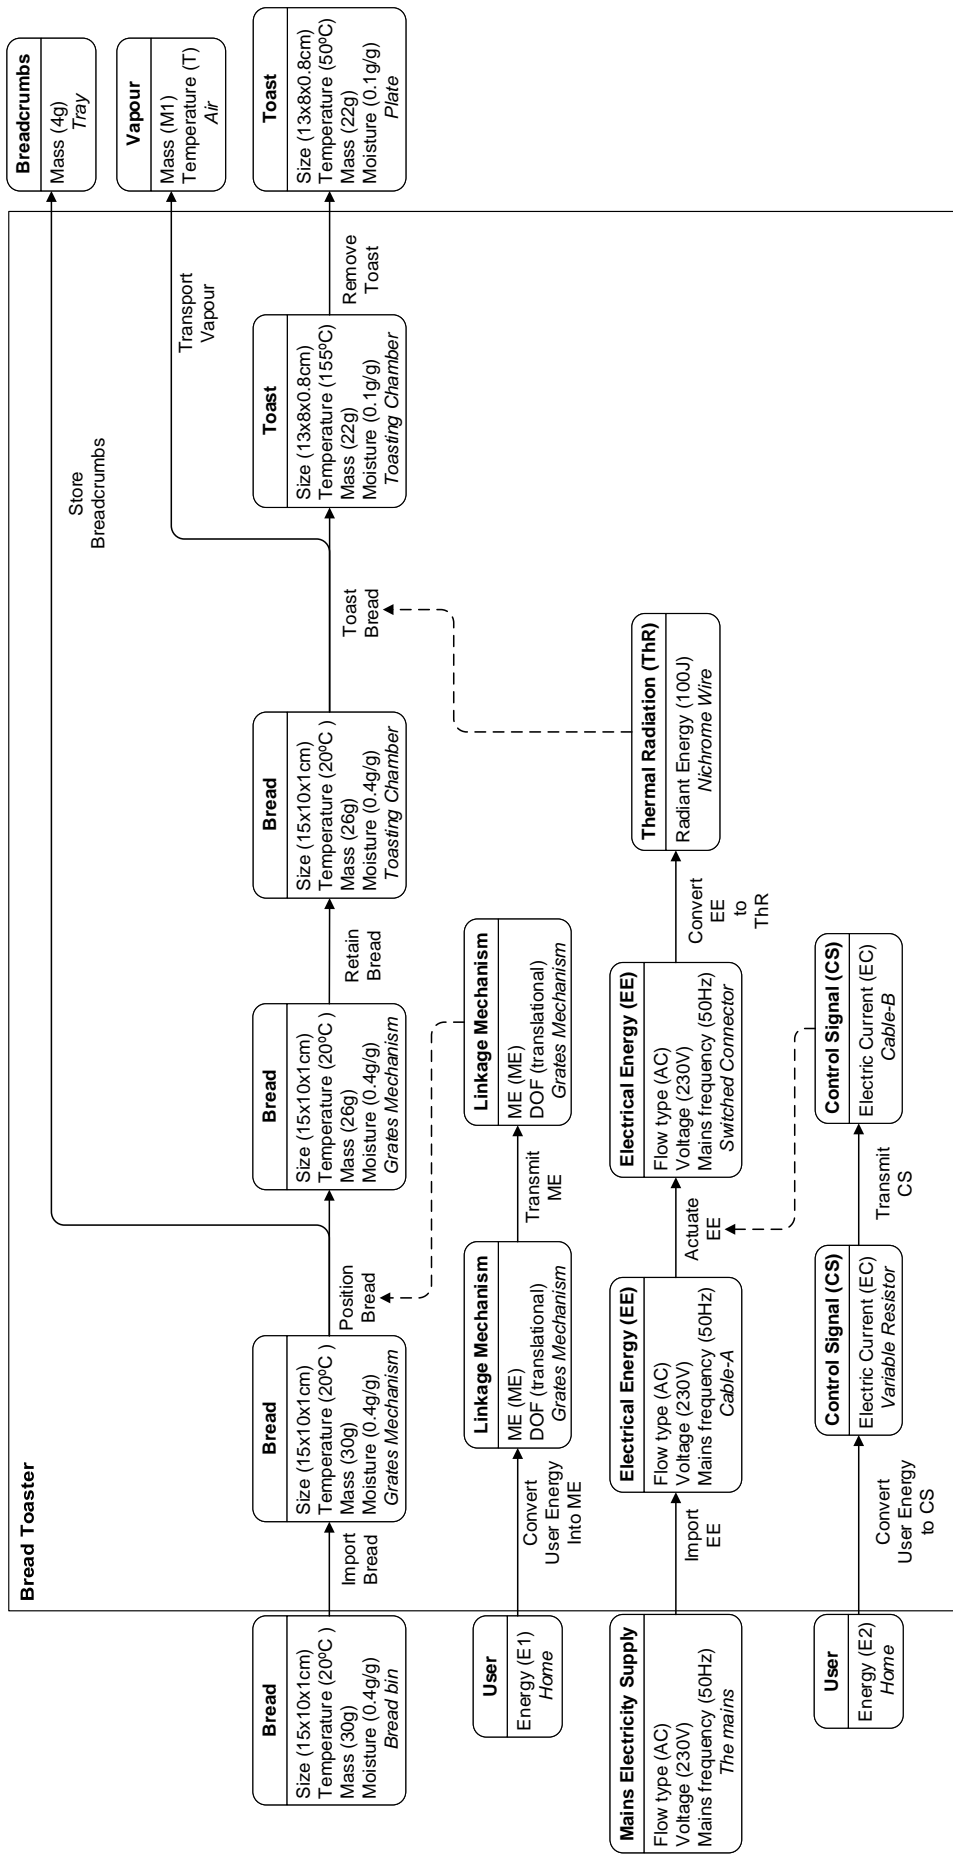 Bread Toaster
Breadcrumbs
Mass (4g)
Tray
Store
Breadcrumbs
Vapour
Mass (M1)
Temperature (T)
Air
Transport
Vapour
Bread
Size (15x10x1cm)
Temperature (20ºC )
Mass (30g)
Moisture (0.4g/g)
Bread bin
Import
Bread
Bread
Size (15x10x1cm)
Temperature (20ºC )
Mass (30g)
Moisture (0.4g/g)
Grates Mechanism
Position
Bread
Bread
Size (15x10x1cm)
Temperature (20ºC )
Mass (26g)
Moisture (0.4g/g)
Grates Mechanism
Retain
Bread
Bread
Size (15x10x1cm)
Temperature (20ºC )
Mass (26g)
Moisture (0.4g/g)
Toasting Chamber
Toast
Bread
Toast
Size (13x8x0.8cm)
Temperature (155ºC)
Mass (22g)
Moisture (0.1g/g)
Toasting Chamber
Remove
Toast
Toast
Size (13x8x0.8cm)
Temperature (50ºC)
Mass (22g)
Moisture (0.1g/g)
Plate
User
Energy (E1)
Home
Convert
User Energy
Into ME
Linkage Mechanism
ME (ME)
DOF (translational)
Grates Mechanism
Transmit
ME
Linkage Mechanism
ME (ME)
DOF (translational)
Grates Mechanism
Mains Electricity Supply
Flow type (AC)
Voltage (230V)
Mains frequency (50Hz)
The mains
Import
EE
Electrical Energy (EE)
Flow type (AC)
Voltage (230V)
Mains frequency (50Hz)
Cable-A
Actuate
EE
Electrical Energy (EE)
Flow type (AC)
Voltage (230V)
Mains frequency (50Hz)
Switched Connector
Convert
EE
to
ThR
Thermal Radiation (ThR)
Radiant Energy (100J)
Nichrome Wire
User
Energy (E2)
Home
Convert
User Energy
to CS
Control Signal (CS)
Electric Current (EC)
Variable Resistor
Transmit
CS
Control Signal (CS)
Electric Current (EC)
Cable-B